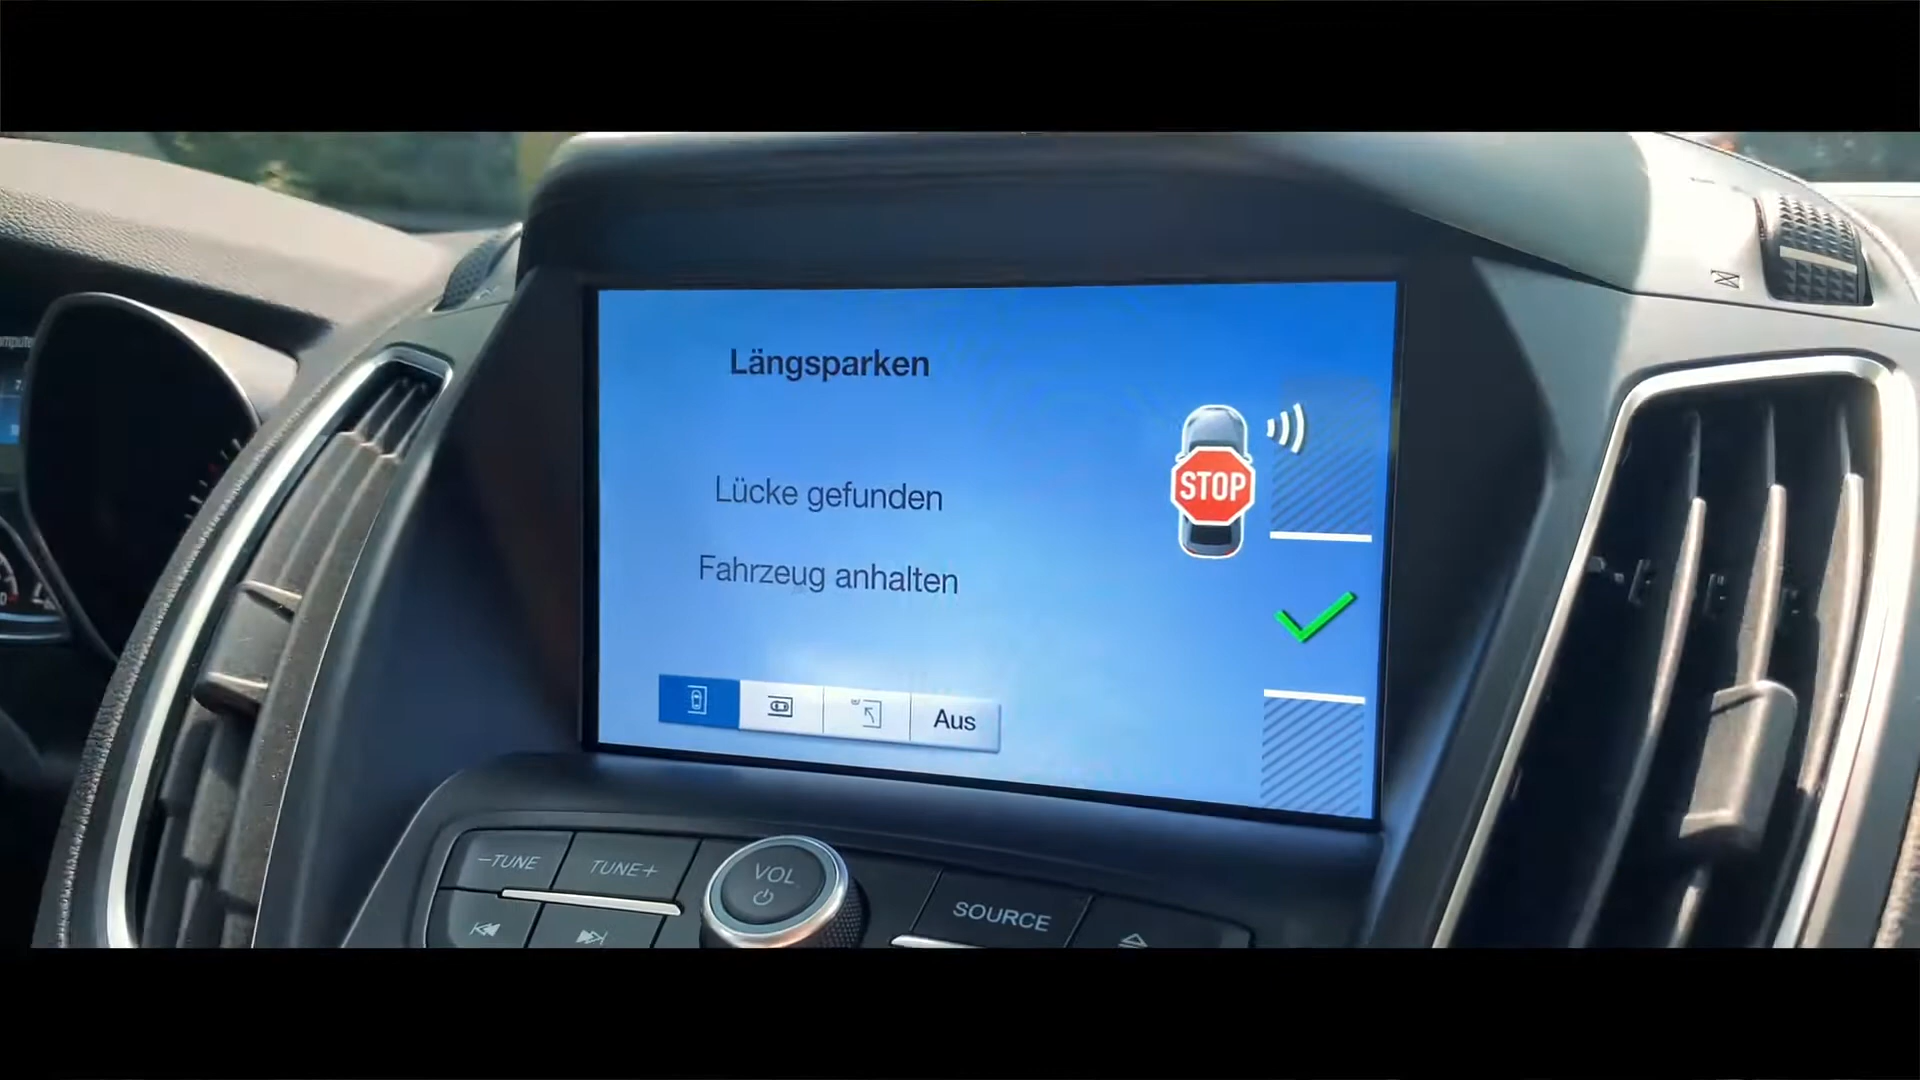 Längsparken
STOP
Lücke gefunden
Fahrzeug anhalten
Aus
–TUNE
TUNE+
VOL
SOURCE